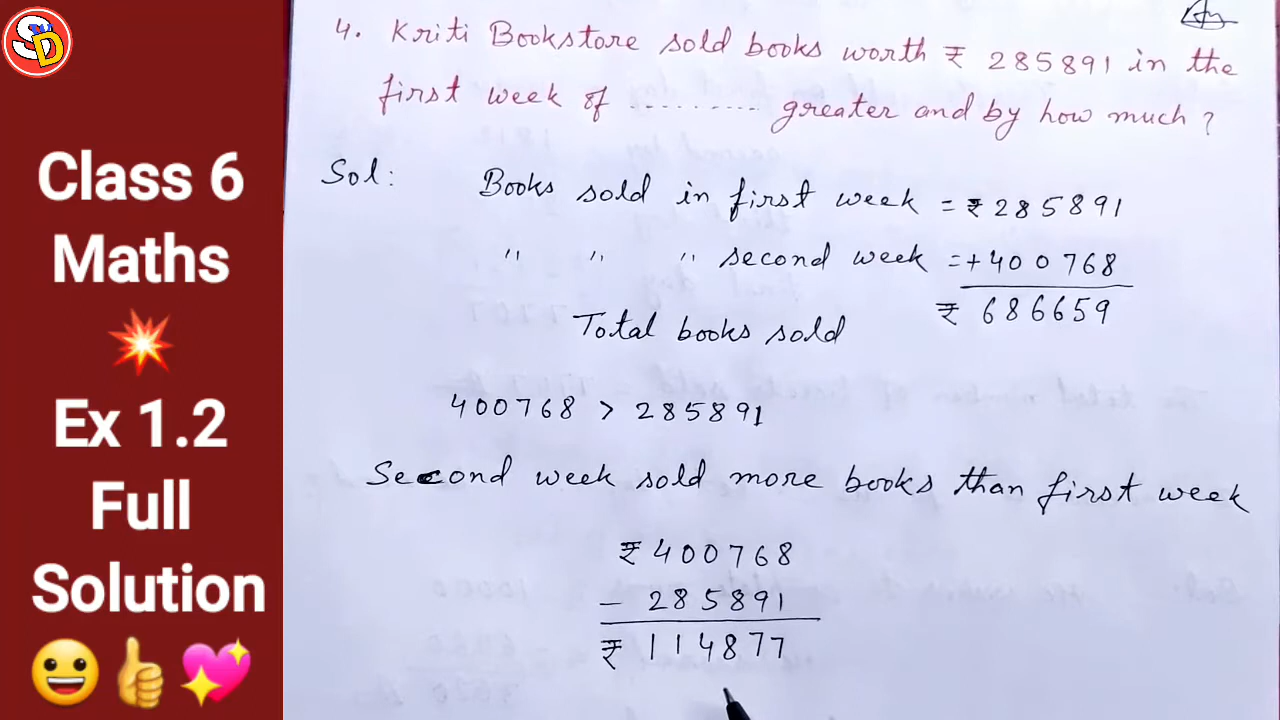 SD
Class 6
Maths
Ex 1.2
Full
Solution
4. Kriti Bookstore sold books worth ₹ 285891 in the
first week of ........... greater and by how much?
Sol: Books sold in first week = ₹ 285891
" " " second week = + 400768
₹ 686659
Total books sold
400768 > 285891
Second week sold more books than first week
₹ 400768
- 285891
₹ 114877